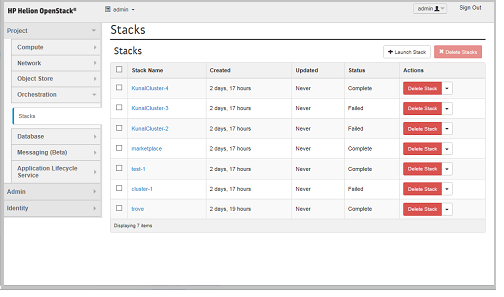 HP Helion OpenStack®
admin
admin
Sign Out
Project
Compute
Network
Object Store
Orchestration
Stacks
Database
Messaging (Beta)
Application Lifecycle
Service
Admin
Identity
Stacks
Stacks
+ Launch Stack
× Delete Stacks
Stack Name Created Updated Status Actions
KunalCluster-4 2 days, 17 hours Never Complete Delete Stack
KunalCluster-3 2 days, 17 hours Never Failed Delete Stack
KunalCluster-2 2 days, 17 hours Never Failed Delete Stack
marketplace 2 days, 17 hours Never Complete Delete Stack
test-1 2 days, 17 hours Never Complete Delete Stack
cluster-1 2 days, 17 hours Never Failed Delete Stack
trove 2 days, 19 hours Never Complete Delete Stack
Displaying 7 items